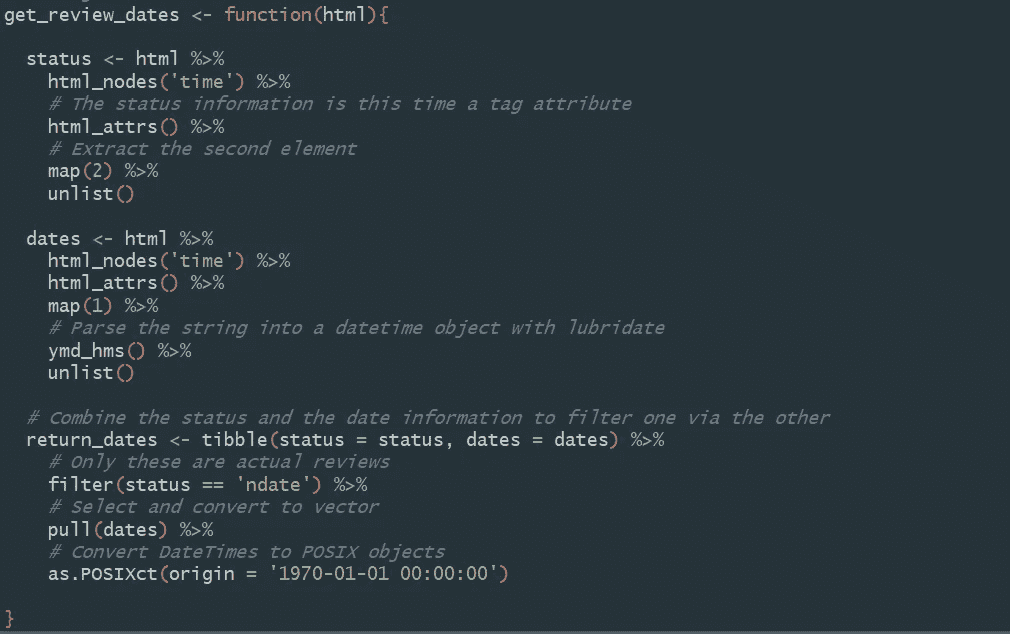 get_review_dates <- function(html){
status <- html %>%
html_nodes('time') %>%
# The status information is this time a tag attribute
html_attrs() %>%
# Extract the second element
map(2) %>%
unlist()
dates <- html %>%
html_nodes('time') %>%
html_attrs() %>%
map(1) %>%
# Parse the string into a datetime object with lubridate
ymd_hms() %>%
unlist()
# Combine the status and the date information to filter one via the other
return_dates <- tibble(status = status, dates = dates) %>%
# Only these are actual reviews
filter(status == 'ndate') %>%
# Select and convert to vector
pull(dates) %>%
# Convert DateTimes to POSIX objects
as.POSIXct(origin = '1970-01-01 00:00:00')
}